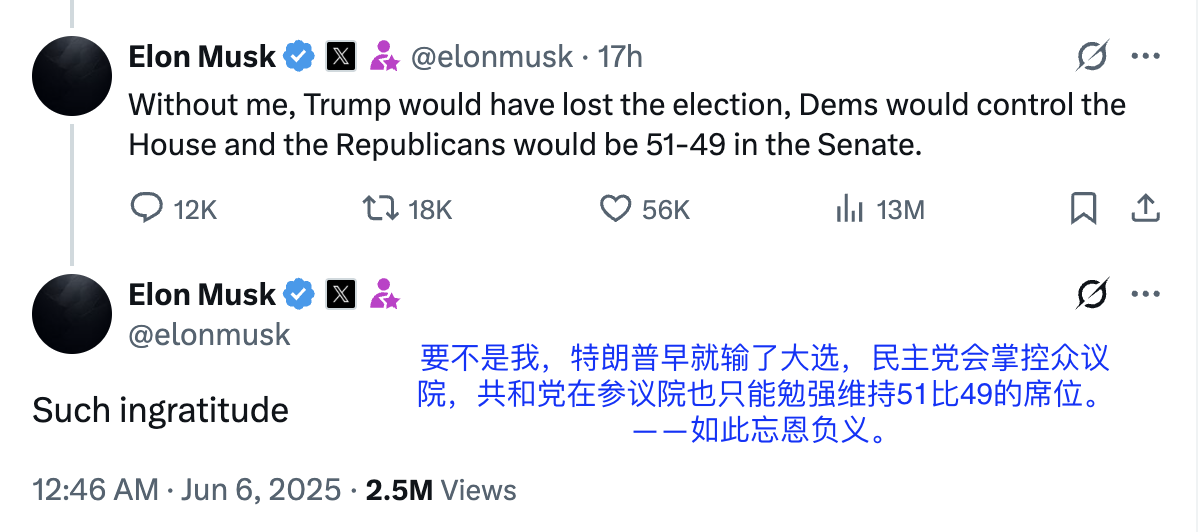 Elon Musk @elonmusk · 17h
Without me, Trump would have lost the election, Dems would control the
House and the Republicans would be 51-49 in the Senate.
12K 18K 56K 13M
Elon Musk
@elonmusk
要不是我，特朗普早就输了大选，民主党会掌控众议
院，共和党在参议院也只能勉强维持51比49的席位。
——如此忘恩负义。
Such ingratitude
12:46 AM · Jun 6, 2025 · 2.5M Views